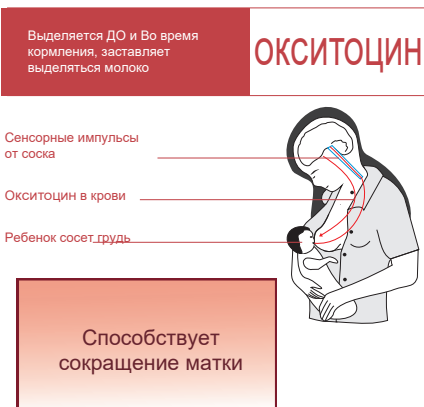 Выделяется ДО и Во время
кормления, заставляет
выделяться молоко
ОКСИТОЦИН
Сенсорные импульсы
от соска
Окситоцин в крови
Ребенок сосет грудь
Способствует
сокращение матки